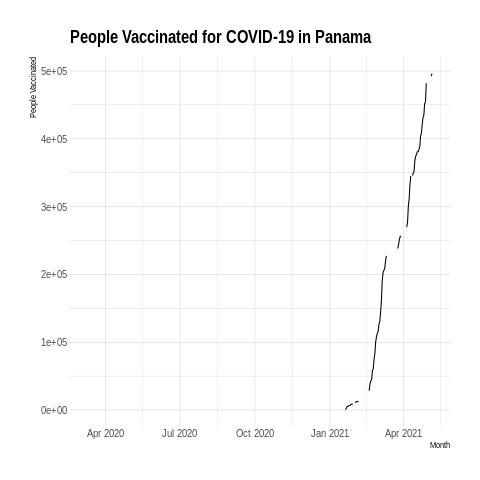 People Vaccinated for COVID-19 in Panama
People Vaccinated
5e+05
4e+05
3e+05
2e+05
1e+05
0e+00
Apr 2020
Jul 2020
Oct 2020
Jan 2021
Apr 2021
Month